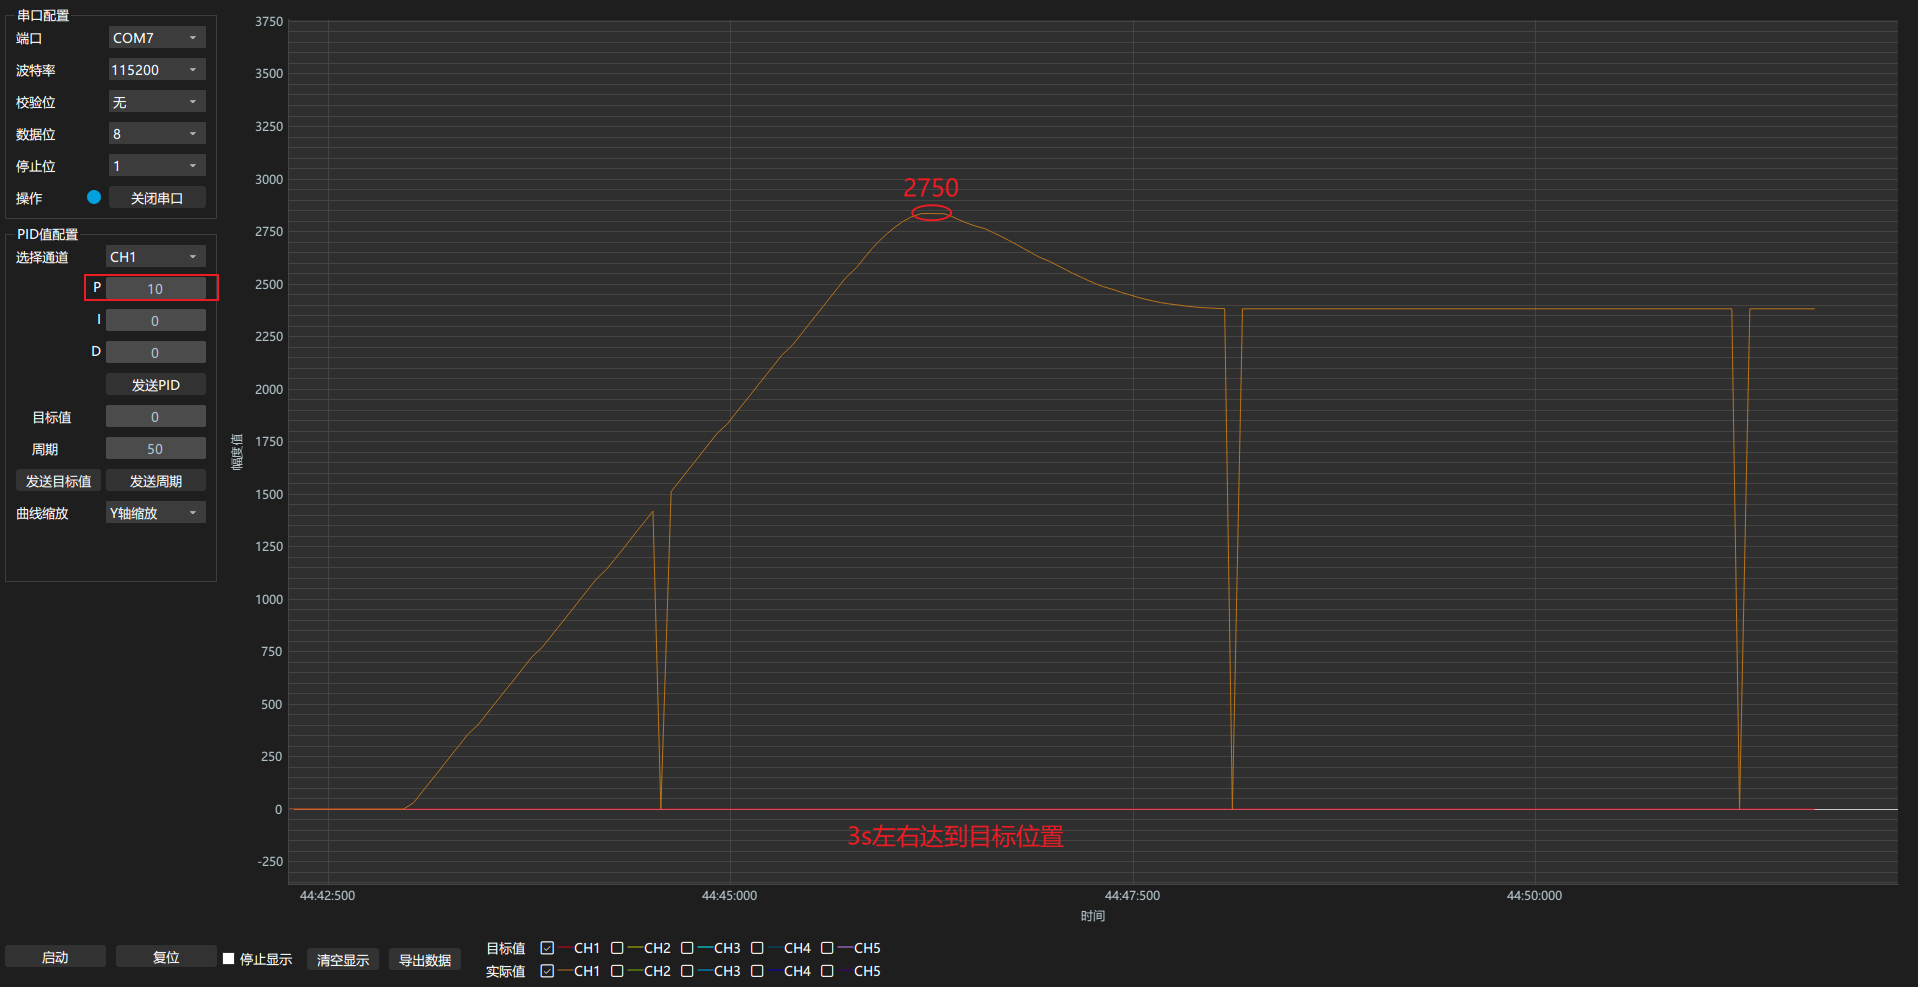 串口配置
端口 COM7
波特率 115200
校验位 无
数据位 8
停止位 1
操作 关闭串口
PID值配置
选择通道 CH1
P 10
I 0
D 0
发送PID
目标值 0
周期 50
发送目标值 发送周期
曲线缩放 Y轴缩放
3750
3500
3250
3000
2750
2500
2250
2000
1750
1500
1250
1000
750
500
250
0
-250
幅度值
2750
3s左右达到目标位置
44:42:500 44:45:000 44:47:500 44:50:000
时间
启动 复位 停止显示 清空显示 导出数据
目标值 CH1 CH2 CH3 CH4 CH5
实际值 CH1 CH2 CH3 CH4 CH5